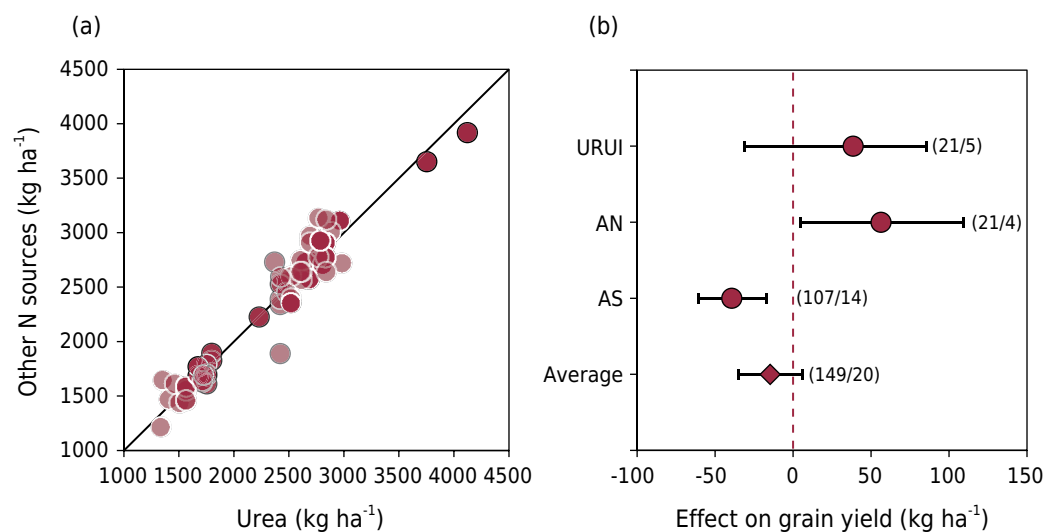 (a)
4500
4000
3500
3000
2500
2000
1500
1000
Other N sources (kg ha⁻¹)
1000 1500 2000 2500 3000 3500 4000 4500
Urea (kg ha⁻¹)
(b)
URUI (21/5)
AN (21/4)
AS (107/14)
Average (149/20)
-100 -50 0 50 100 150
Effect on grain yield (kg ha⁻¹)